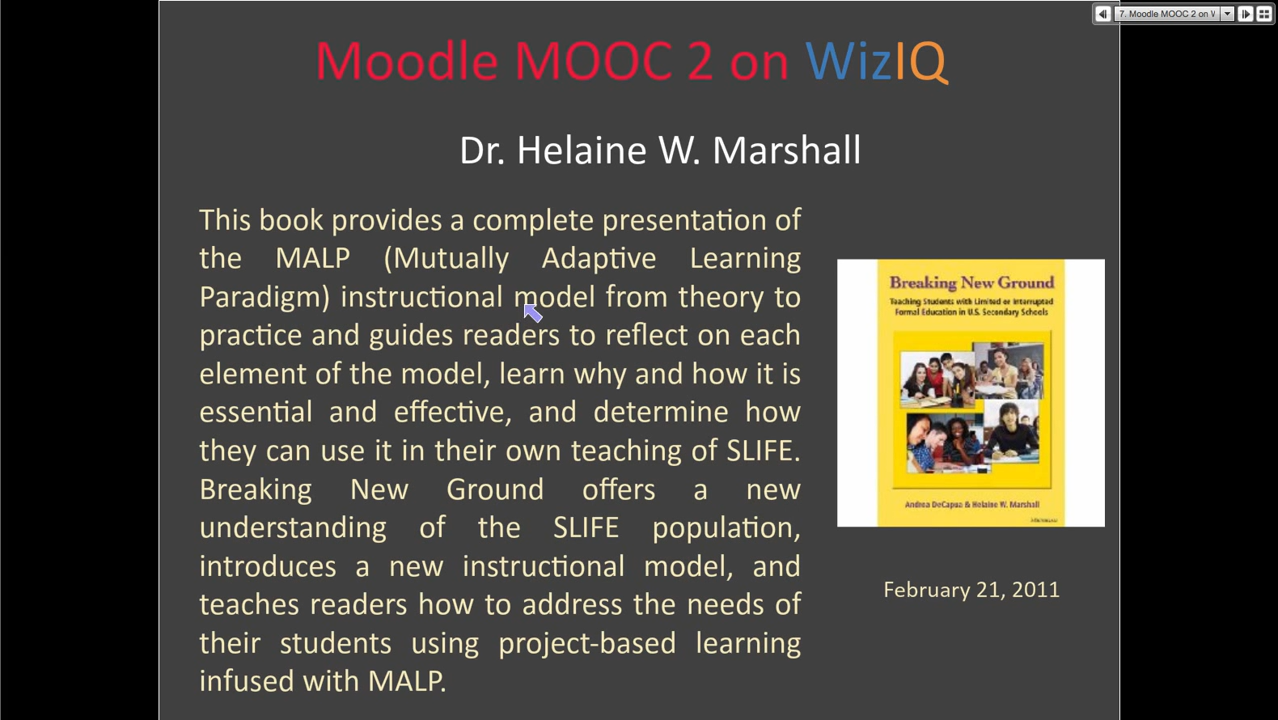 7. Moodle MOOC 2 on W
Moodle MOOC 2 on WizIQ
Dr. Helaine W. Marshall
This book provides a complete presentation of
the MALP (Mutually Adaptive Learning
Paradigm) instructional model from theory to
practice and guides readers to reflect on each
element of the model, learn why and how it is
essential and effective, and determine how
they can use it in their own teaching of SLIFE.
Breaking New Ground offers a new
understanding of the SLIFE population,
introduces a new instructional model, and
teaches readers how to address the needs of
their students using project-based learning
infused with MALP.
Breaking New Ground
Teaching Students with Limited or Interrupted
Formal Education in U.S. Secondary Schools
Andrea DeCapua & Helaine W. Marshall
February 21, 2011